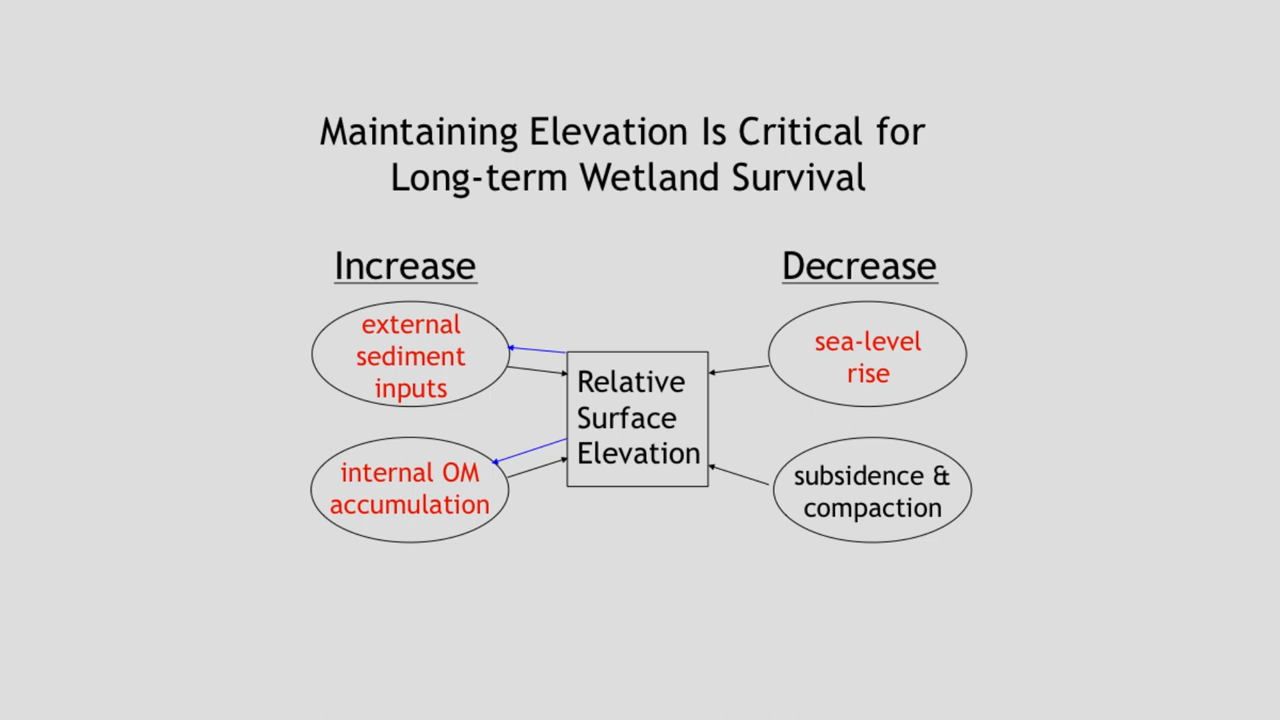 Maintaining Elevation Is Critical for
Long-term Wetland Survival
Increase
Decrease
external
sediment
inputs
sea-level
rise
Relative
Surface
Elevation
internal OM
accumulation
subsidence &
compaction